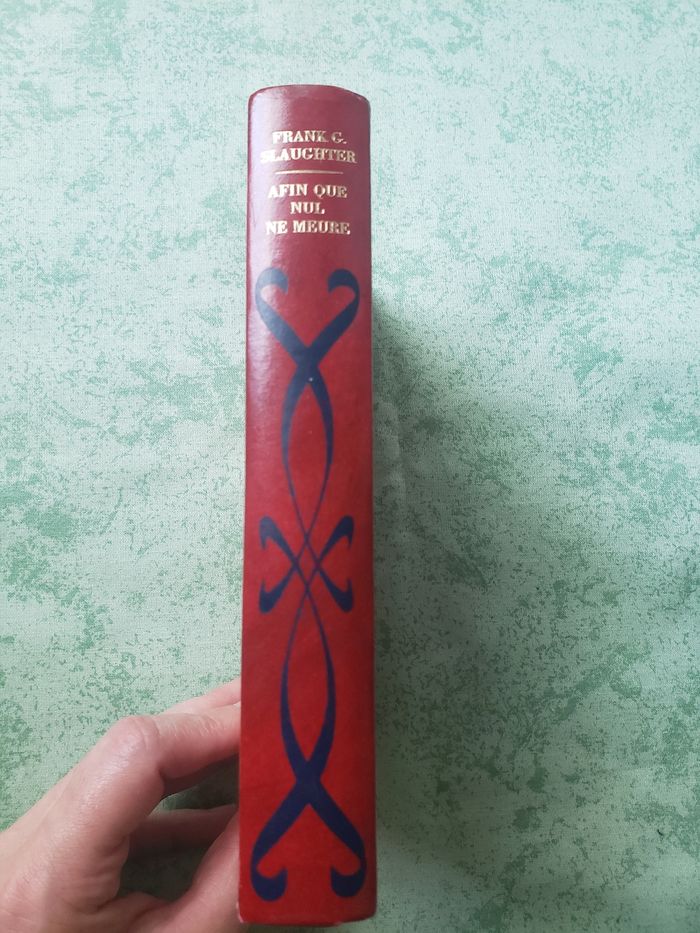 FRANK G.
SLAUGHTER
AFIN QUE
NUL
NE MEURE